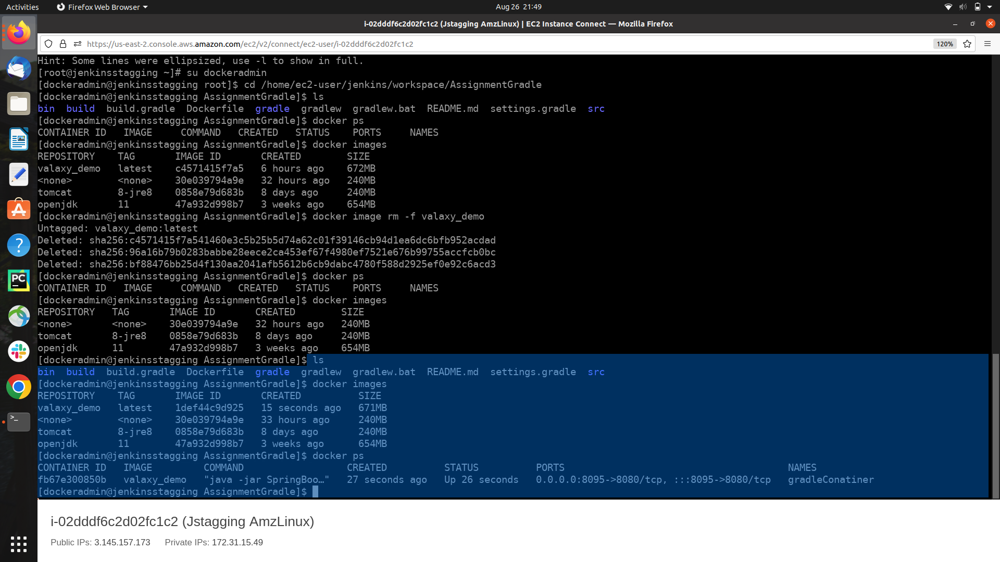 Activities Firefox Web Browser Aug 26 21:49
i-02dddf6c2d02fc1c2 (Jstagging AmzLinux) | EC2 Instance Connect — Mozilla Firefox
https://us-east-2.console.aws.amazon.com/ec2/v2/connect/ec2-user/i-02dddf6c2d02fc1c2 120%
Hint: Some lines were ellipsized, use -l to show in full.
[root@jenkinsstagging ~]# su dockeradmin
[dockeradmin@jenkinsstagging root]$ cd /home/ec2-user/jenkins/workspace/AssignmentGradle
[dockeradmin@jenkinsstagging AssignmentGradle]$ ls
bin build build.gradle Dockerfile gradle gradlew gradlew.bat README.md settings.gradle src
[dockeradmin@jenkinsstagging AssignmentGradle]$ docker ps
CONTAINER ID IMAGE COMMAND CREATED STATUS PORTS NAMES
[dockeradmin@jenkinsstagging AssignmentGradle]$ docker images
REPOSITORY TAG IMAGE ID CREATED SIZE
valaxy_demo latest c4571415f7a5 6 hours ago 672MB
<none> <none> 30e039794a9e 32 hours ago 240MB
tomcat 8-jre8 0858e79d683b 8 days ago 240MB
openjdk 11 47a932d998b7 3 weeks ago 654MB
[dockeradmin@jenkinsstagging AssignmentGradle]$ docker image rm -f valaxy_demo
Untagged: valaxy_demo:latest
Deleted: sha256:c4571415f7a541460e3c5b25b5d74a62c01f39146cb94d1ea6dc6bfb952acdad
Deleted: sha256:96a16b79b0283babbe28eece2ca453ef67f4980ef7521e676b99755accfcb0bc
Deleted: sha256:bf88476bb25d4f130aa2041afb5612b6cb9dabc4780f588d2925ef0e92c6acd3
[dockeradmin@jenkinsstagging AssignmentGradle]$ docker ps
CONTAINER ID IMAGE COMMAND CREATED STATUS PORTS NAMES
[dockeradmin@jenkinsstagging AssignmentGradle]$ docker images
REPOSITORY TAG IMAGE ID CREATED SIZE
<none> <none> 30e039794a9e 32 hours ago 240MB
tomcat 8-jre8 0858e79d683b 8 days ago 240MB
openjdk 11 47a932d998b7 3 weeks ago 654MB
[dockeradmin@jenkinsstagging AssignmentGradle]$ ls
bin build build.gradle Dockerfile gradle gradlew gradlew.bat README.md settings.gradle src
[dockeradmin@jenkinsstagging AssignmentGradle]$ docker images
REPOSITORY TAG IMAGE ID CREATED SIZE
valaxy_demo latest 1def44c9d925 15 seconds ago 671MB
<none> <none> 30e039794a9e 33 hours ago 240MB
tomcat 8-jre8 0858e79d683b 8 days ago 240MB
openjdk 11 47a932d998b7 3 weeks ago 654MB
[dockeradmin@jenkinsstagging AssignmentGradle]$ docker ps
CONTAINER ID IMAGE COMMAND CREATED STATUS PORTS NAMES
fb67e300850b valaxy_demo "java -jar SpringBoo…" 27 seconds ago Up 26 seconds 0.0.0.0:8095->8080/tcp, :::8095->8080/tcp gradleConatiner
[dockeradmin@jenkinsstagging AssignmentGradle]$
i-02dddf6c2d02fc1c2 (Jstagging AmzLinux)
Public IPs: 3.145.157.173 Private IPs: 172.31.15.49